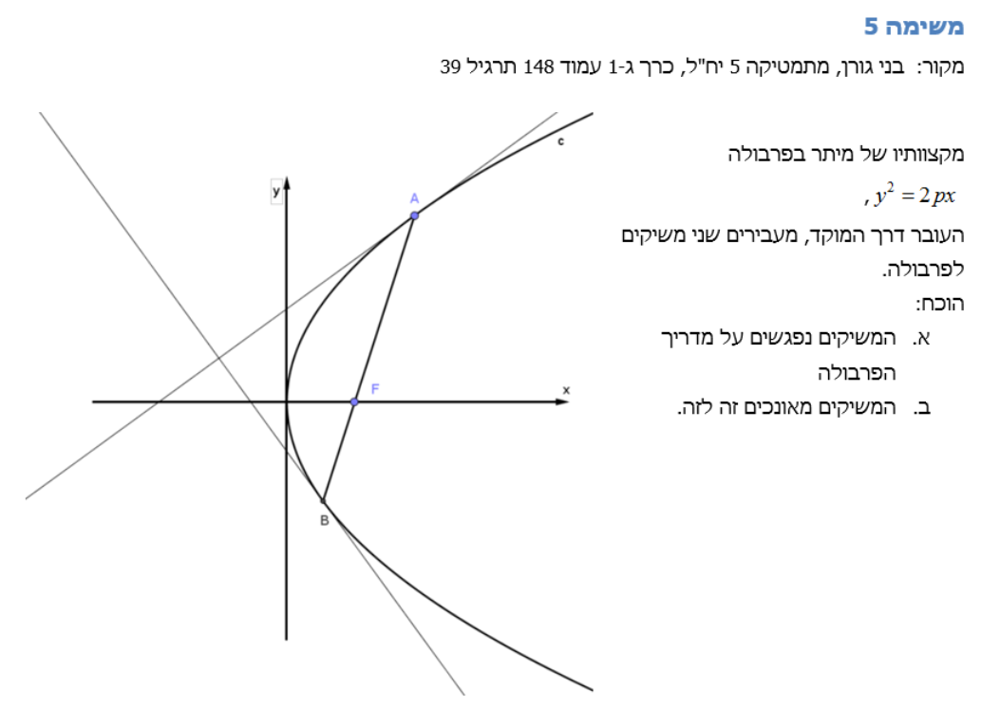 משימה 5
מקור: בני גורן, מתמטיקה 5 יח"ל, כרך ג-1 עמוד 148 תרגיל 39
מקצוותיו של מיתר בפרבולה
, y² = 2px
העובר דרך המוקד, מעבירים שני משיקים
לפרבולה.
הוכח:
א. המשיקים נפגשים על מדריך
הפרבולה
ב. המשיקים מאונכים זה לזה.
c
y
A
F
x
B